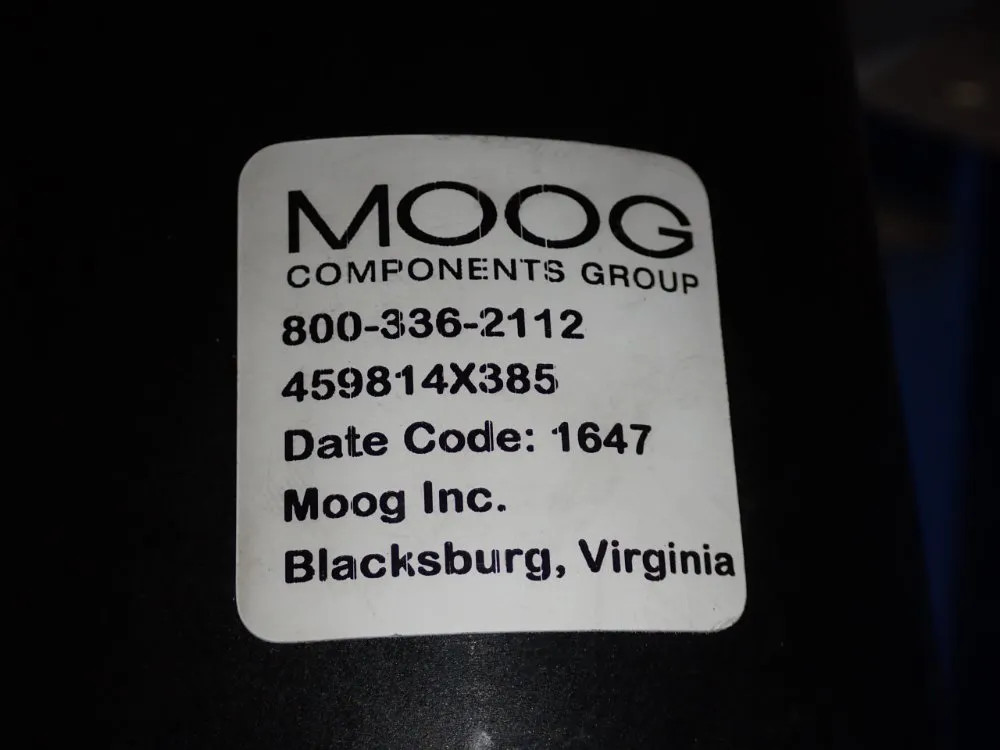 MOOG
COMPONENTS GROUP
800-336-2112
459814X385
Date Code: 1647
Moog Inc.
Blacksburg, Virginia